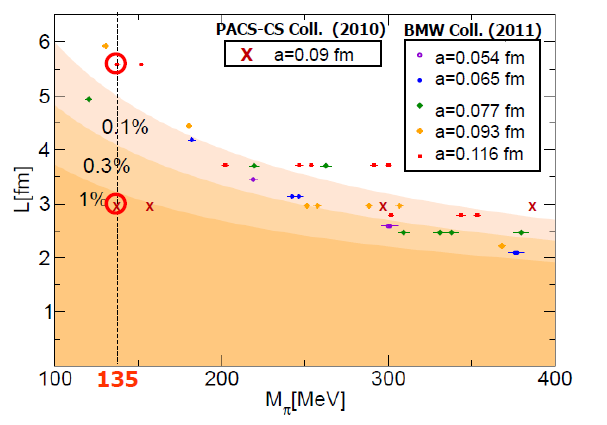 PACS-CS Coll. (2010)
X a=0.09 fm
BMW Coll. (2011)
a=0.054 fm
a=0.065 fm
a=0.077 fm
a=0.093 fm
a=0.116 fm
6
5
4
3
2
1
L[fm]
0.1%
0.3%
1%
X
X
X
X
100
135
200
300
400
Mπ[MeV]